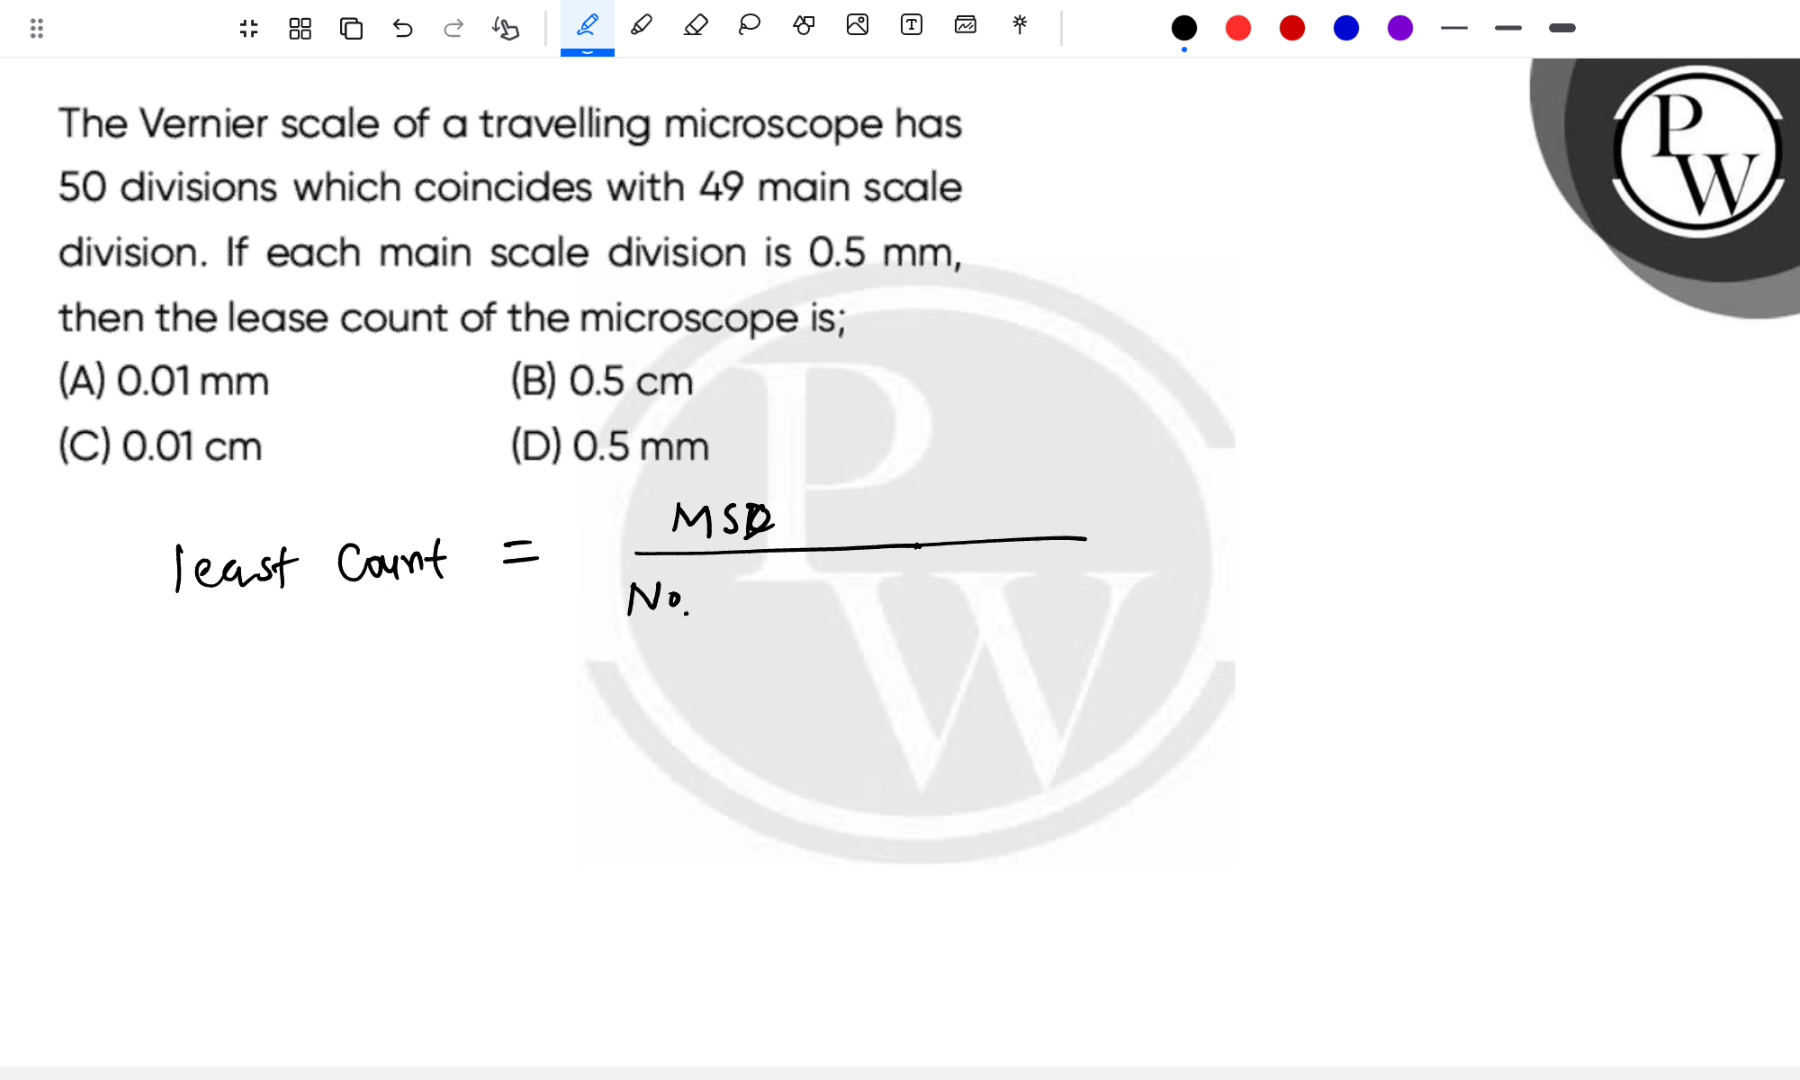 The Vernier scale of a travelling microscope has
50 divisions which coincides with 49 main scale
division. If each main scale division is 0.5 mm,
then the lease count of the microscope is;
(A) 0.01 mm (B) 0.5 cm
(C) 0.01 cm (D) 0.5 mm
least count = MSD
No.
T
P
W
P
W